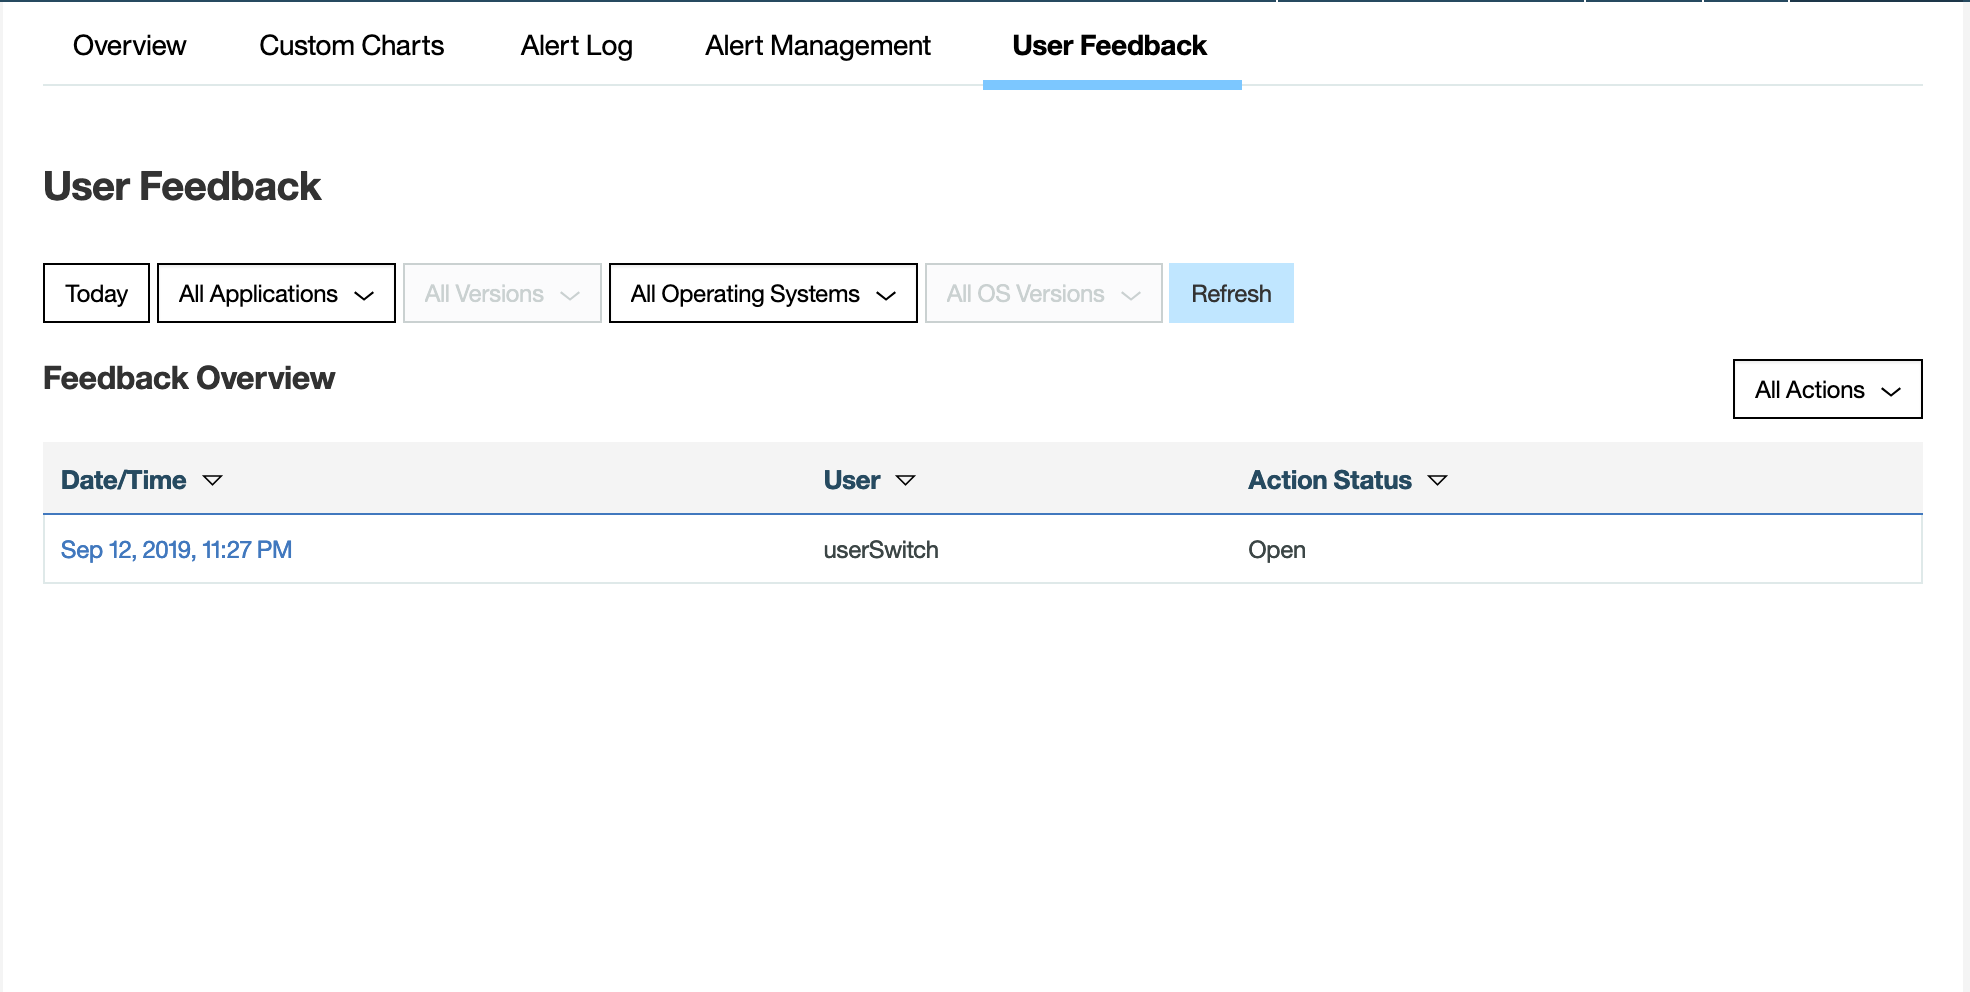 Overview Custom Charts Alert Log Alert Management User Feedback
User Feedback
Today All Applications All Versions All Operating Systems All OS Versions Refresh
Feedback Overview
All Actions
Date/Time User Action Status
Sep 12, 2019, 11:27 PM userSwitch Open